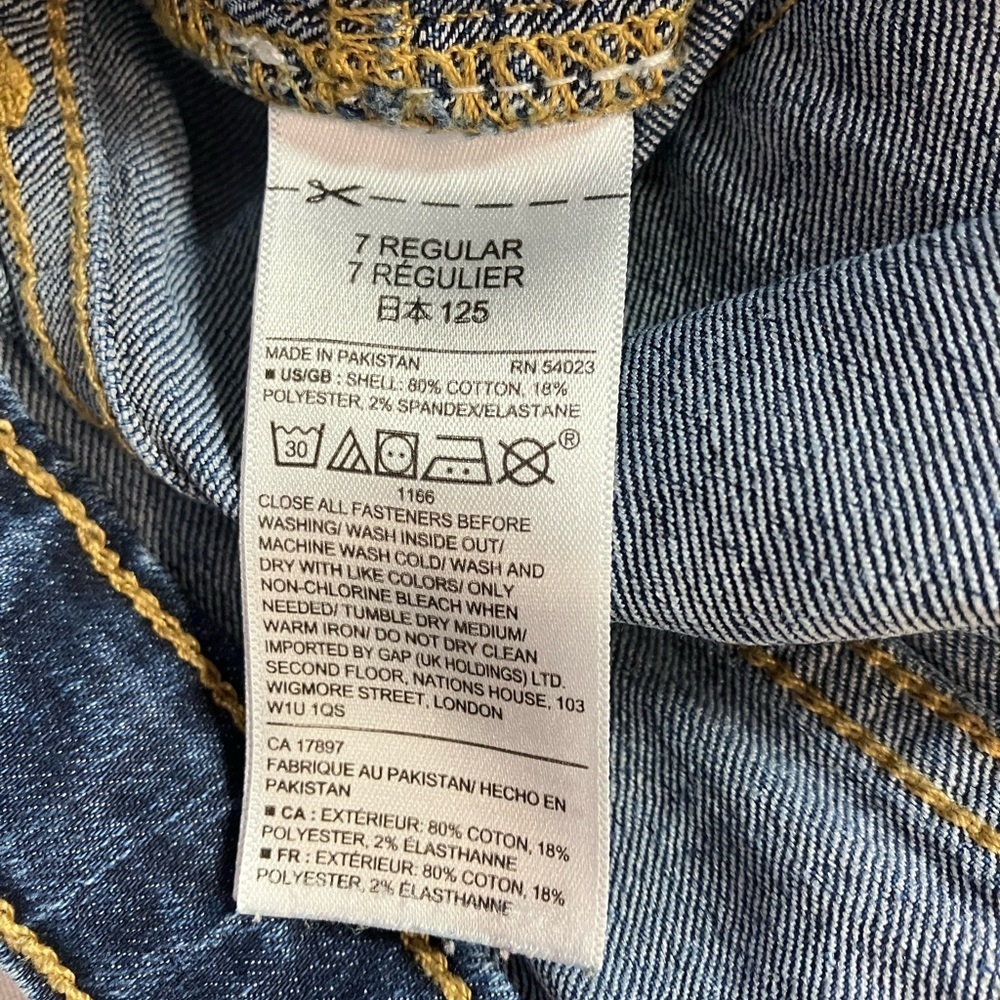 7 REGULAR
7 RÉGULIER
日本 125
MADE IN PAKISTAN RN 54023
■ US/GB : SHELL: 80% COTTON, 18%
POLYESTER, 2% SPANDEX/ELASTANE
30 ®
1166
CLOSE ALL FASTENERS BEFORE
WASHING/ WASH INSIDE OUT/
MACHINE WASH COLD/ WASH AND
DRY WITH LIKE COLORS/ ONLY
NON-CHLORINE BLEACH WHEN
NEEDED/ TUMBLE DRY MEDIUM/
WARM IRON/ DO NOT DRY CLEAN
IMPORTED BY GAP (UK HOLDINGS) LTD.
SECOND FLOOR, NATIONS HOUSE, 103
WIGMORE STREET, LONDON
W1U 1QS
CA 17897
FABRIQUE AU PAKISTAN/ HECHO EN
PAKISTAN
■ CA : EXTÉRIEUR: 80% COTON, 18%
POLYESTER, 2% ÉLASTHANNE
■ FR : EXTÉRIEUR: 80% COTON, 18%
POLYESTER, 2% ÉLASTHANNE